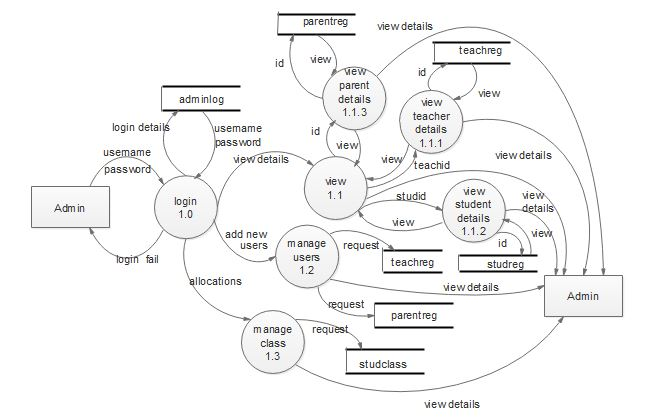 parentreg
view details
teachreg
id
view
view
parent
details
1.1.3
id
view
adminlog
view
teacher
details
1.1.1
login details
username
password
id
view
view
view details
username
password
view details
teachid
Admin
login
1.0
view
1.1
studid
view
student
details
1.1.2
view
details
view
login fail
add new
users
manage
users
1.2
request
teachreg
id
view
studreg
allocations
view details
Admin
request
parentreg
manage
class
1.3
request
studclass
view details